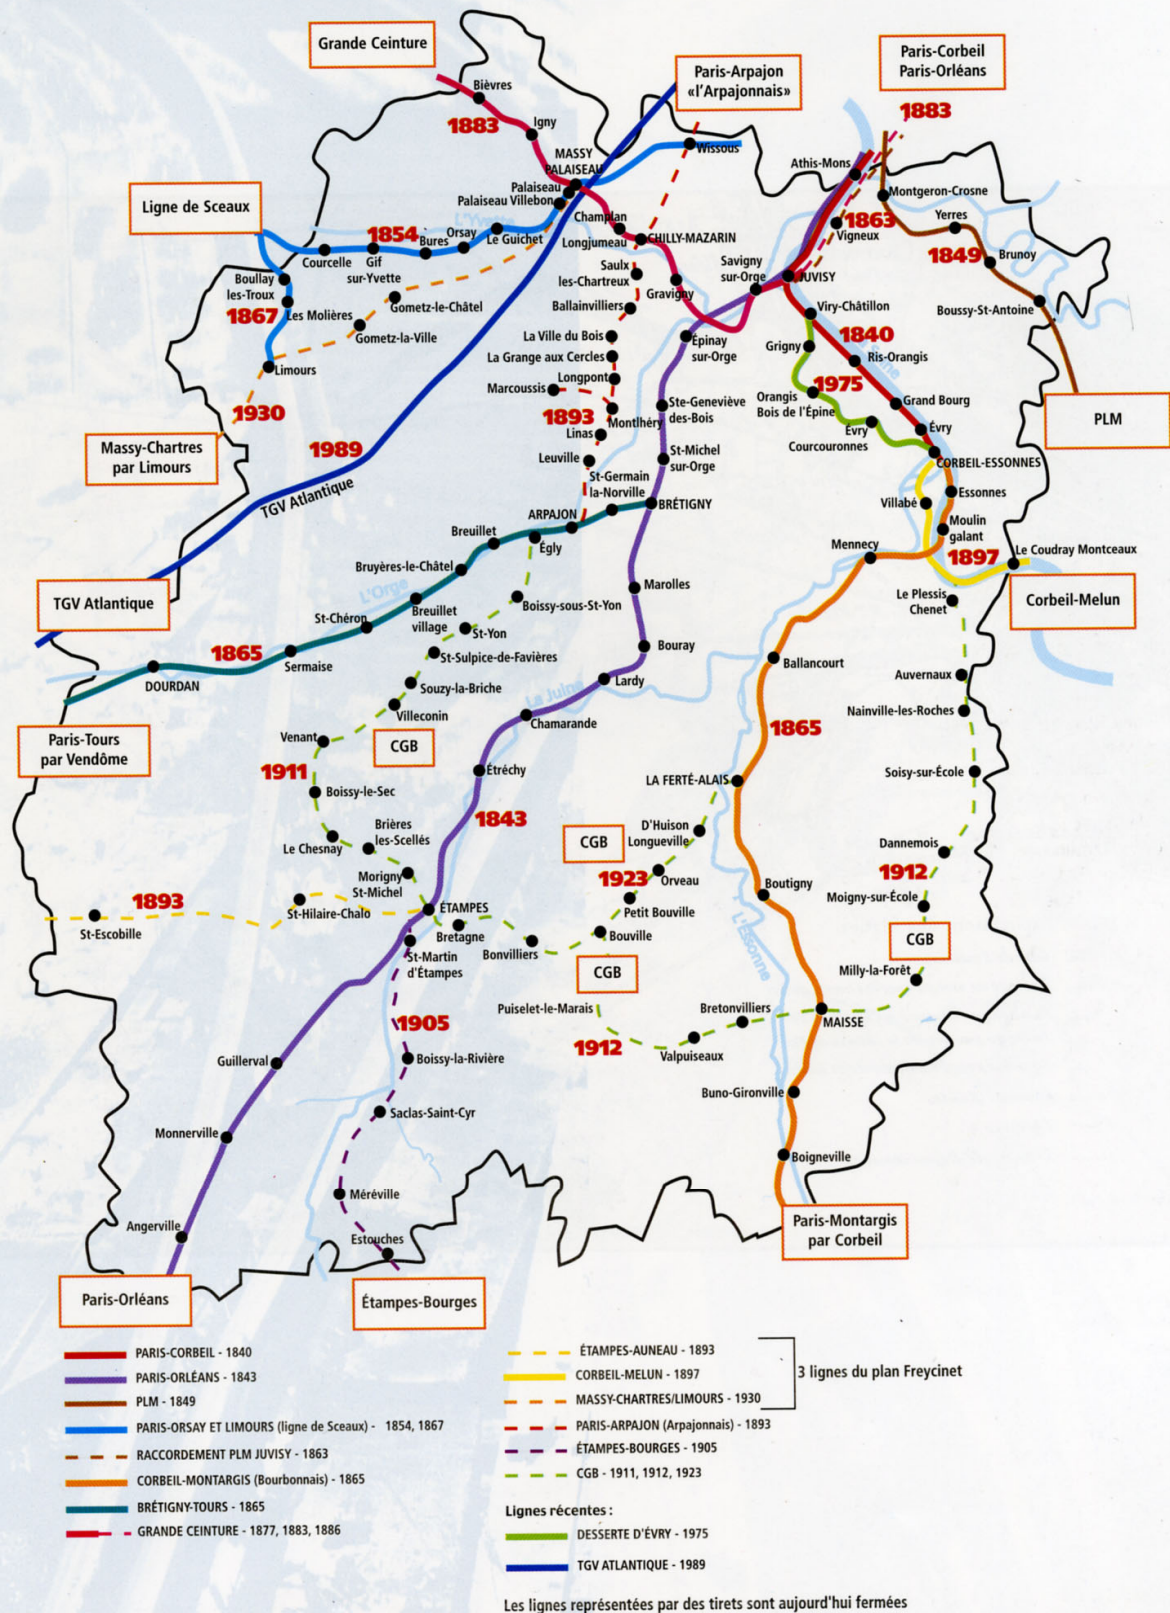 Grande Ceinture
Paris-Corbeil
Paris-Orléans
Paris-Arpajon
«l'Arpajonnais»
Bièvres
1883
Igny
1883
MASSY
PALAISEAU
Wissous
Athis-Mons
Palaiseau
Palaiseau Villebon
Montgeron-Crosne
Ligne de Sceaux
L'Yvette
Champlan
1863
Vigneux
Yerres
1854
Orsay
Bures
Le Guichet
Longjumeau
CHILLY-MAZARIN
Courcelle
Gif
sur-Yvette
Savigny
sur-Orge
JUVISY
1849
Brunoy
Boullay
les-Troux
Saulx
les-Chartreux
Gravigny
Gometz-le-Châtel
Ballainvilliers
Viry-Châtillon
Boussy-St-Antoine
1867
Les Molières
Gometz-la-Ville
La Ville du Bois
Épinay
sur-Orge
1840
Grigny
La Seine
Ris-Orangis
La Grange aux Cercles
Limours
Longpont
1975
Marcoussis
Orangis
Bois de l'Épine
Grand Bourg
Ste-Geneviève
des-Bois
1930
1893
Montlhéry
PLM
Linas
Évry
Courcouronnes
Évry
Massy-Chartres
par Limours
1989
Leuville
St-Michel
sur-Orge
CORBEIL-ESSONNES
TGV Atlantique
St-Germain
la-Norville
BRÉTIGNY
Essonnes
Villabé
ARPAJON
Moulin
galant
Breuillet
Égly
Mennecy
1897
Le Coudray Montceaux
Bruyères-le-Châtel
TGV Atlantique
L'Orge
Marolles
Le Plessis
Chenet
Corbeil-Melun
Boissy-sous-St-Yon
Breuillet
village
St-Chéron
St-Yon
1865
Sermaise
St-Sulpice-de-Favières
Bouray
Ballancourt
DOURDAN
Souzy-la-Briche
La Juine
Lardy
Auvernaux
Villeconin
Nainville-les-Roches
Chamarande
1865
Paris-Tours
par Vendôme
Venant
CGB
1911
Étréchy
LA FERTÉ-ALAIS
Soisy-sur-École
Boissy-le-Sec
1843
Brières
les-Scellés
D'Huison
Longueville
CGB
Le Chesnay
Dannemois
Morigny
St-Michel
1923
Orveau
1912
Boutigny
1893
St-Hilaire-Chalo
ÉTAMPES
Petit Bouville
Moigny-sur-École
St-Escobille
Bretagne
Bouville
L'Essonne
CGB
St-Martin
d'Étampes
Bonvilliers
CGB
Milly-la-Forêt
Puiselet-le-Marais
Bretonvilliers
MAISSE
1905
1912
Valpuiseaux
Guillerval
Boissy-la-Rivière
Buno-Gironville
Saclas-Saint-Cyr
Monnerville
Boigneville
Méréville
Angerville
Estouches
Paris-Montargis
par Corbeil
Paris-Orléans
Étampes-Bourges
PARIS-CORBEIL - 1840
PARIS-ORLÉANS - 1843
PLM - 1849
PARIS-ORSAY ET LIMOURS (ligne de Sceaux) - 1854, 1867
RACCORDEMENT PLM JUVISY - 1863
CORBEIL-MONTARGIS (Bourbonnais) - 1865
BRÉTIGNY-TOURS - 1865
GRANDE CEINTURE - 1877, 1883, 1886
ÉTAMPES-AUNEAU - 1893
CORBEIL-MELUN - 1897
MASSY-CHARTRES/LIMOURS - 1930
3 lignes du plan Freycinet
PARIS-ARPAJON (Arpajonnais) - 1893
ÉTAMPES-BOURGES - 1905
CGB - 1911, 1912, 1923
Lignes récentes :
DESSERTE D'ÉVRY - 1975
TGV ATLANTIQUE - 1989
Les lignes représentées par des tirets sont aujourd'hui fermées